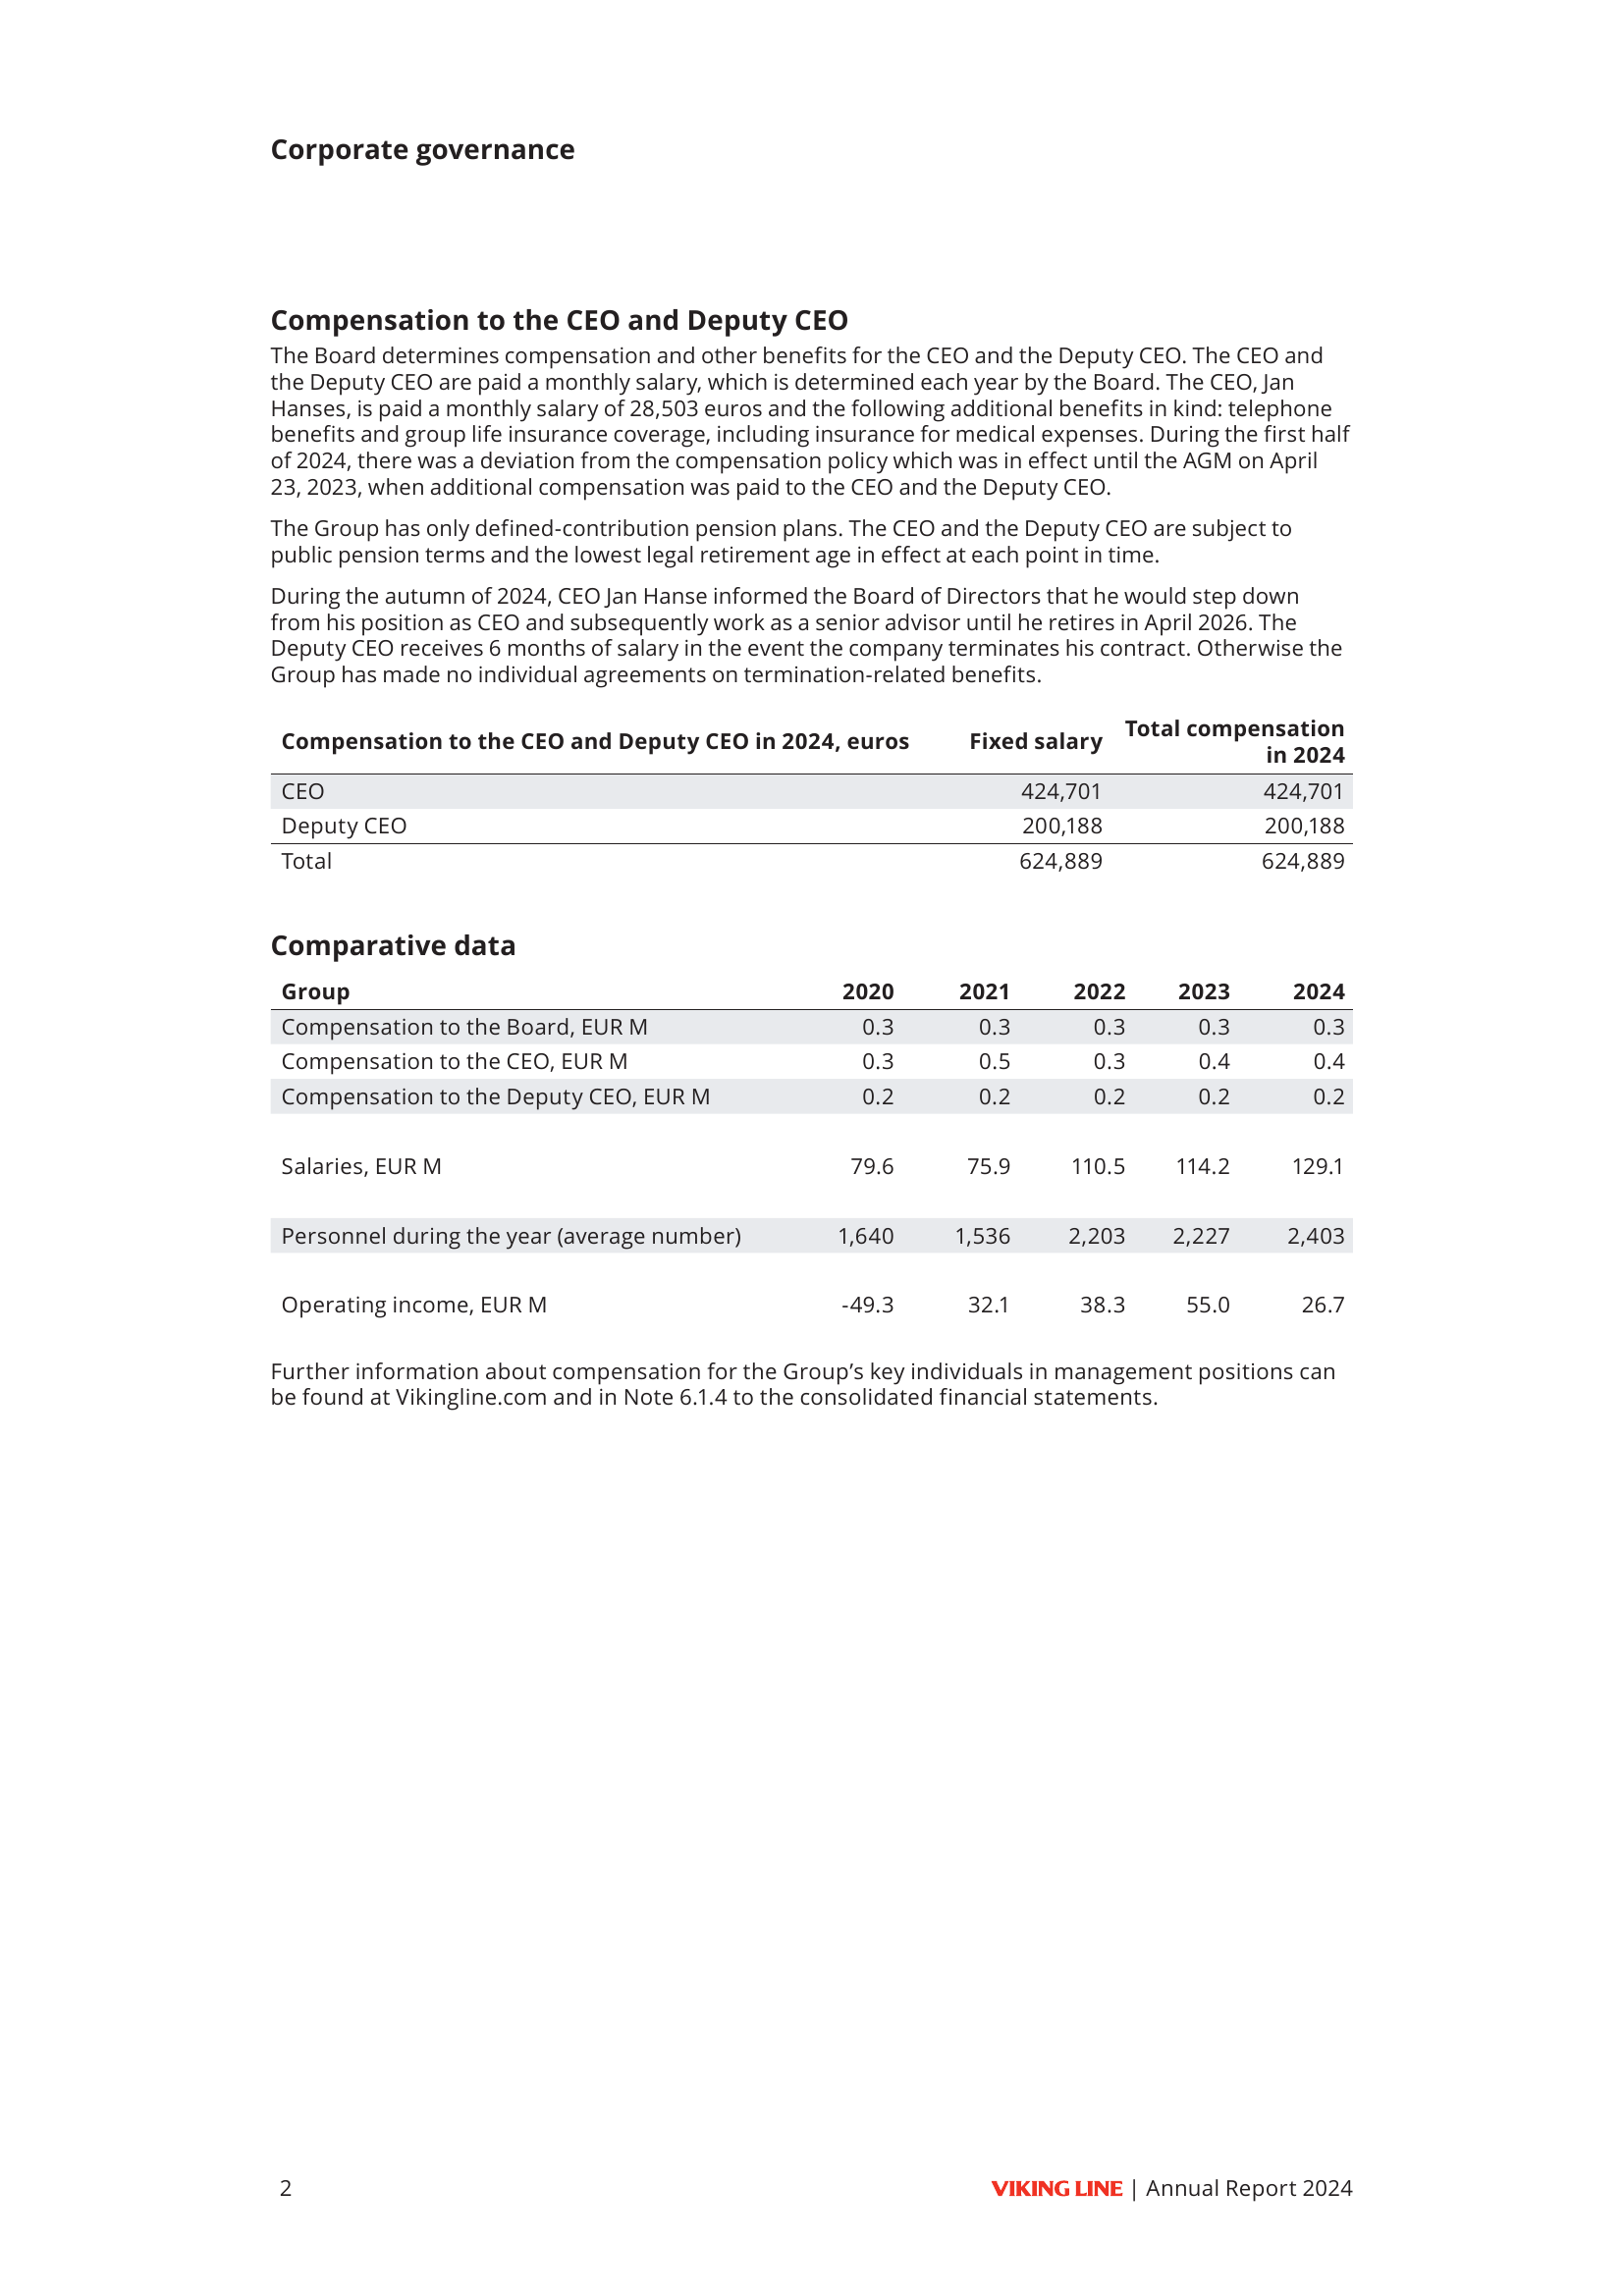 Corporate governance
Compensation to the CEO and Deputy CEO
The Board determines compensation and other benefits for the CEO and the Deputy CEO. The CEO and
the Deputy CEO are paid a monthly salary, which is determined each year by the Board. The CEO, Jan
Hanses, is paid a monthly salary of 28,503 euros and the following additional benefits in kind: telephone
benefits and group life insurance coverage, including insurance for medical expenses. During the first half
of 2024, there was a deviation from the compensation policy which was in effect until the AGM on April
23, 2023, when additional compensation was paid to the CEO and the Deputy CEO.
The Group has only defined-contribution pension plans. The CEO and the Deputy CEO are subject to
public pension terms and the lowest legal retirement age in effect at each point in time.
During the autumn of 2024, CEO Jan Hanse informed the Board of Directors that he would step down
from his position as CEO and subsequently work as a senior advisor until he retires in April 2026. The
Deputy CEO receives 6 months of salary in the event the company terminates his contract. Otherwise the
Group has made no individual agreements on termination-related benefits.
Compensation to the CEO and Deputy CEO in 2024, euros Fixed salary Total compensation
in 2024
CEO 424,701 424,701
Deputy CEO 200,188 200,188
Total 624,889 624,889
Comparative data
Group 2020 2021 2022 2023 2024
Compensation to the Board, EUR M 0.3 0.3 0.3 0.3 0.3
Compensation to the CEO, EUR M 0.3 0.5 0.3 0.4 0.4
Compensation to the Deputy CEO, EUR M 0.2 0.2 0.2 0.2 0.2
Salaries, EUR M 79.6 75.9 110.5 114.2 129.1
Personnel during the year (average number) 1,640 1,536 2,203 2,227 2,403
Operating income, EUR M -49.3 32.1 38.3 55.0 26.7
Further information about compensation for the Group’s key individuals in management positions can
be found at Vikingline.com and in Note 6.1.4 to the consolidated financial statements.
2 VIKING LINE | Annual Report 2024